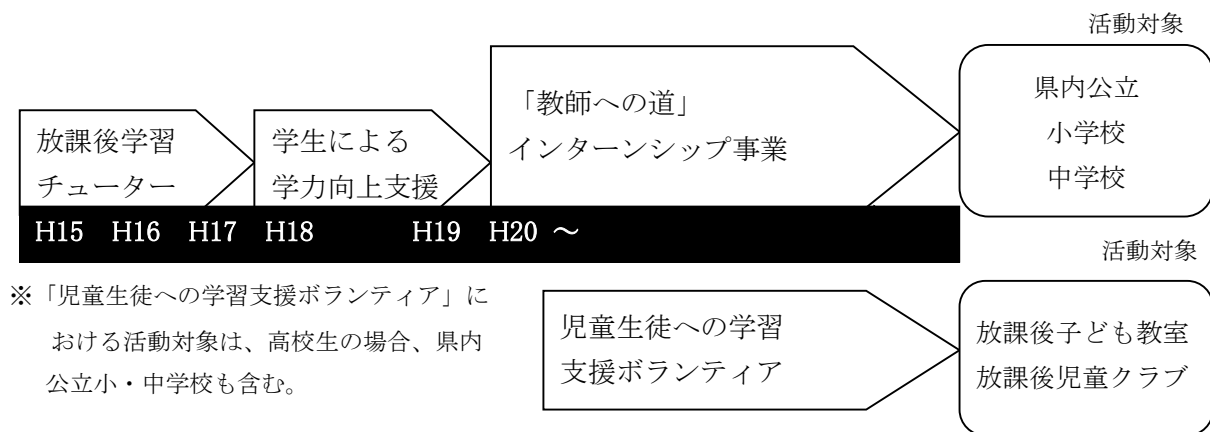 活動対象
放課後学習
チューター
学生による
学力向上支援
「教師への道」
インターンシップ事業
県内公立
小学校
中学校
H15 H16 H17 H18 H19 H20 ～
活動対象
※「児童生徒への学習支援ボランティア」に
おける活動対象は、高校生の場合、県内
公立小・中学校も含む。
児童生徒への学習
支援ボランティア
放課後子ども教室
放課後児童クラブ